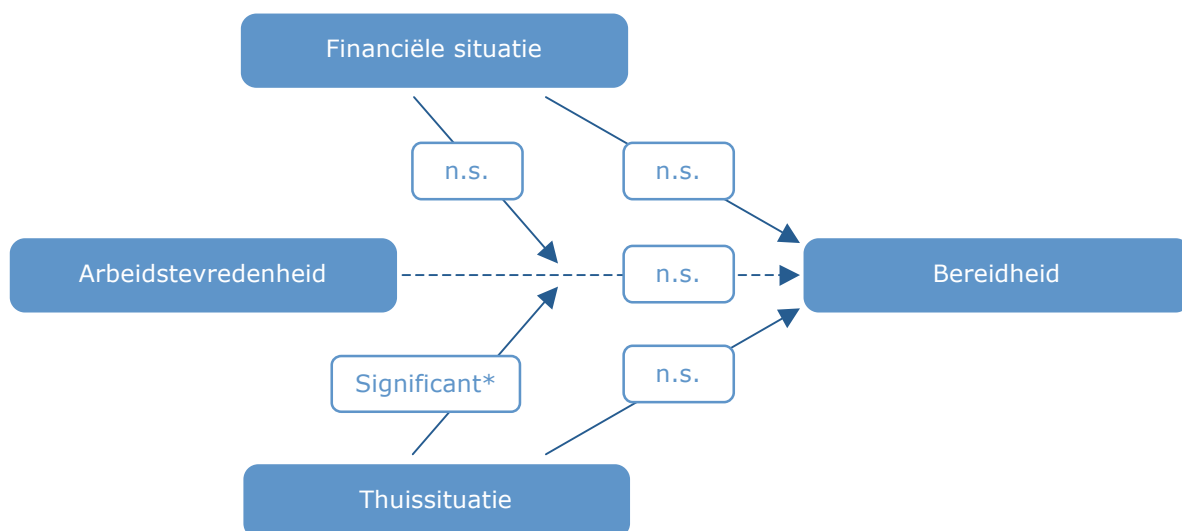 Financiële situatie
n.s.
n.s.
Arbeidstevredenheid
n.s.
Bereidheid
Significant*
n.s.
Thuissituatie